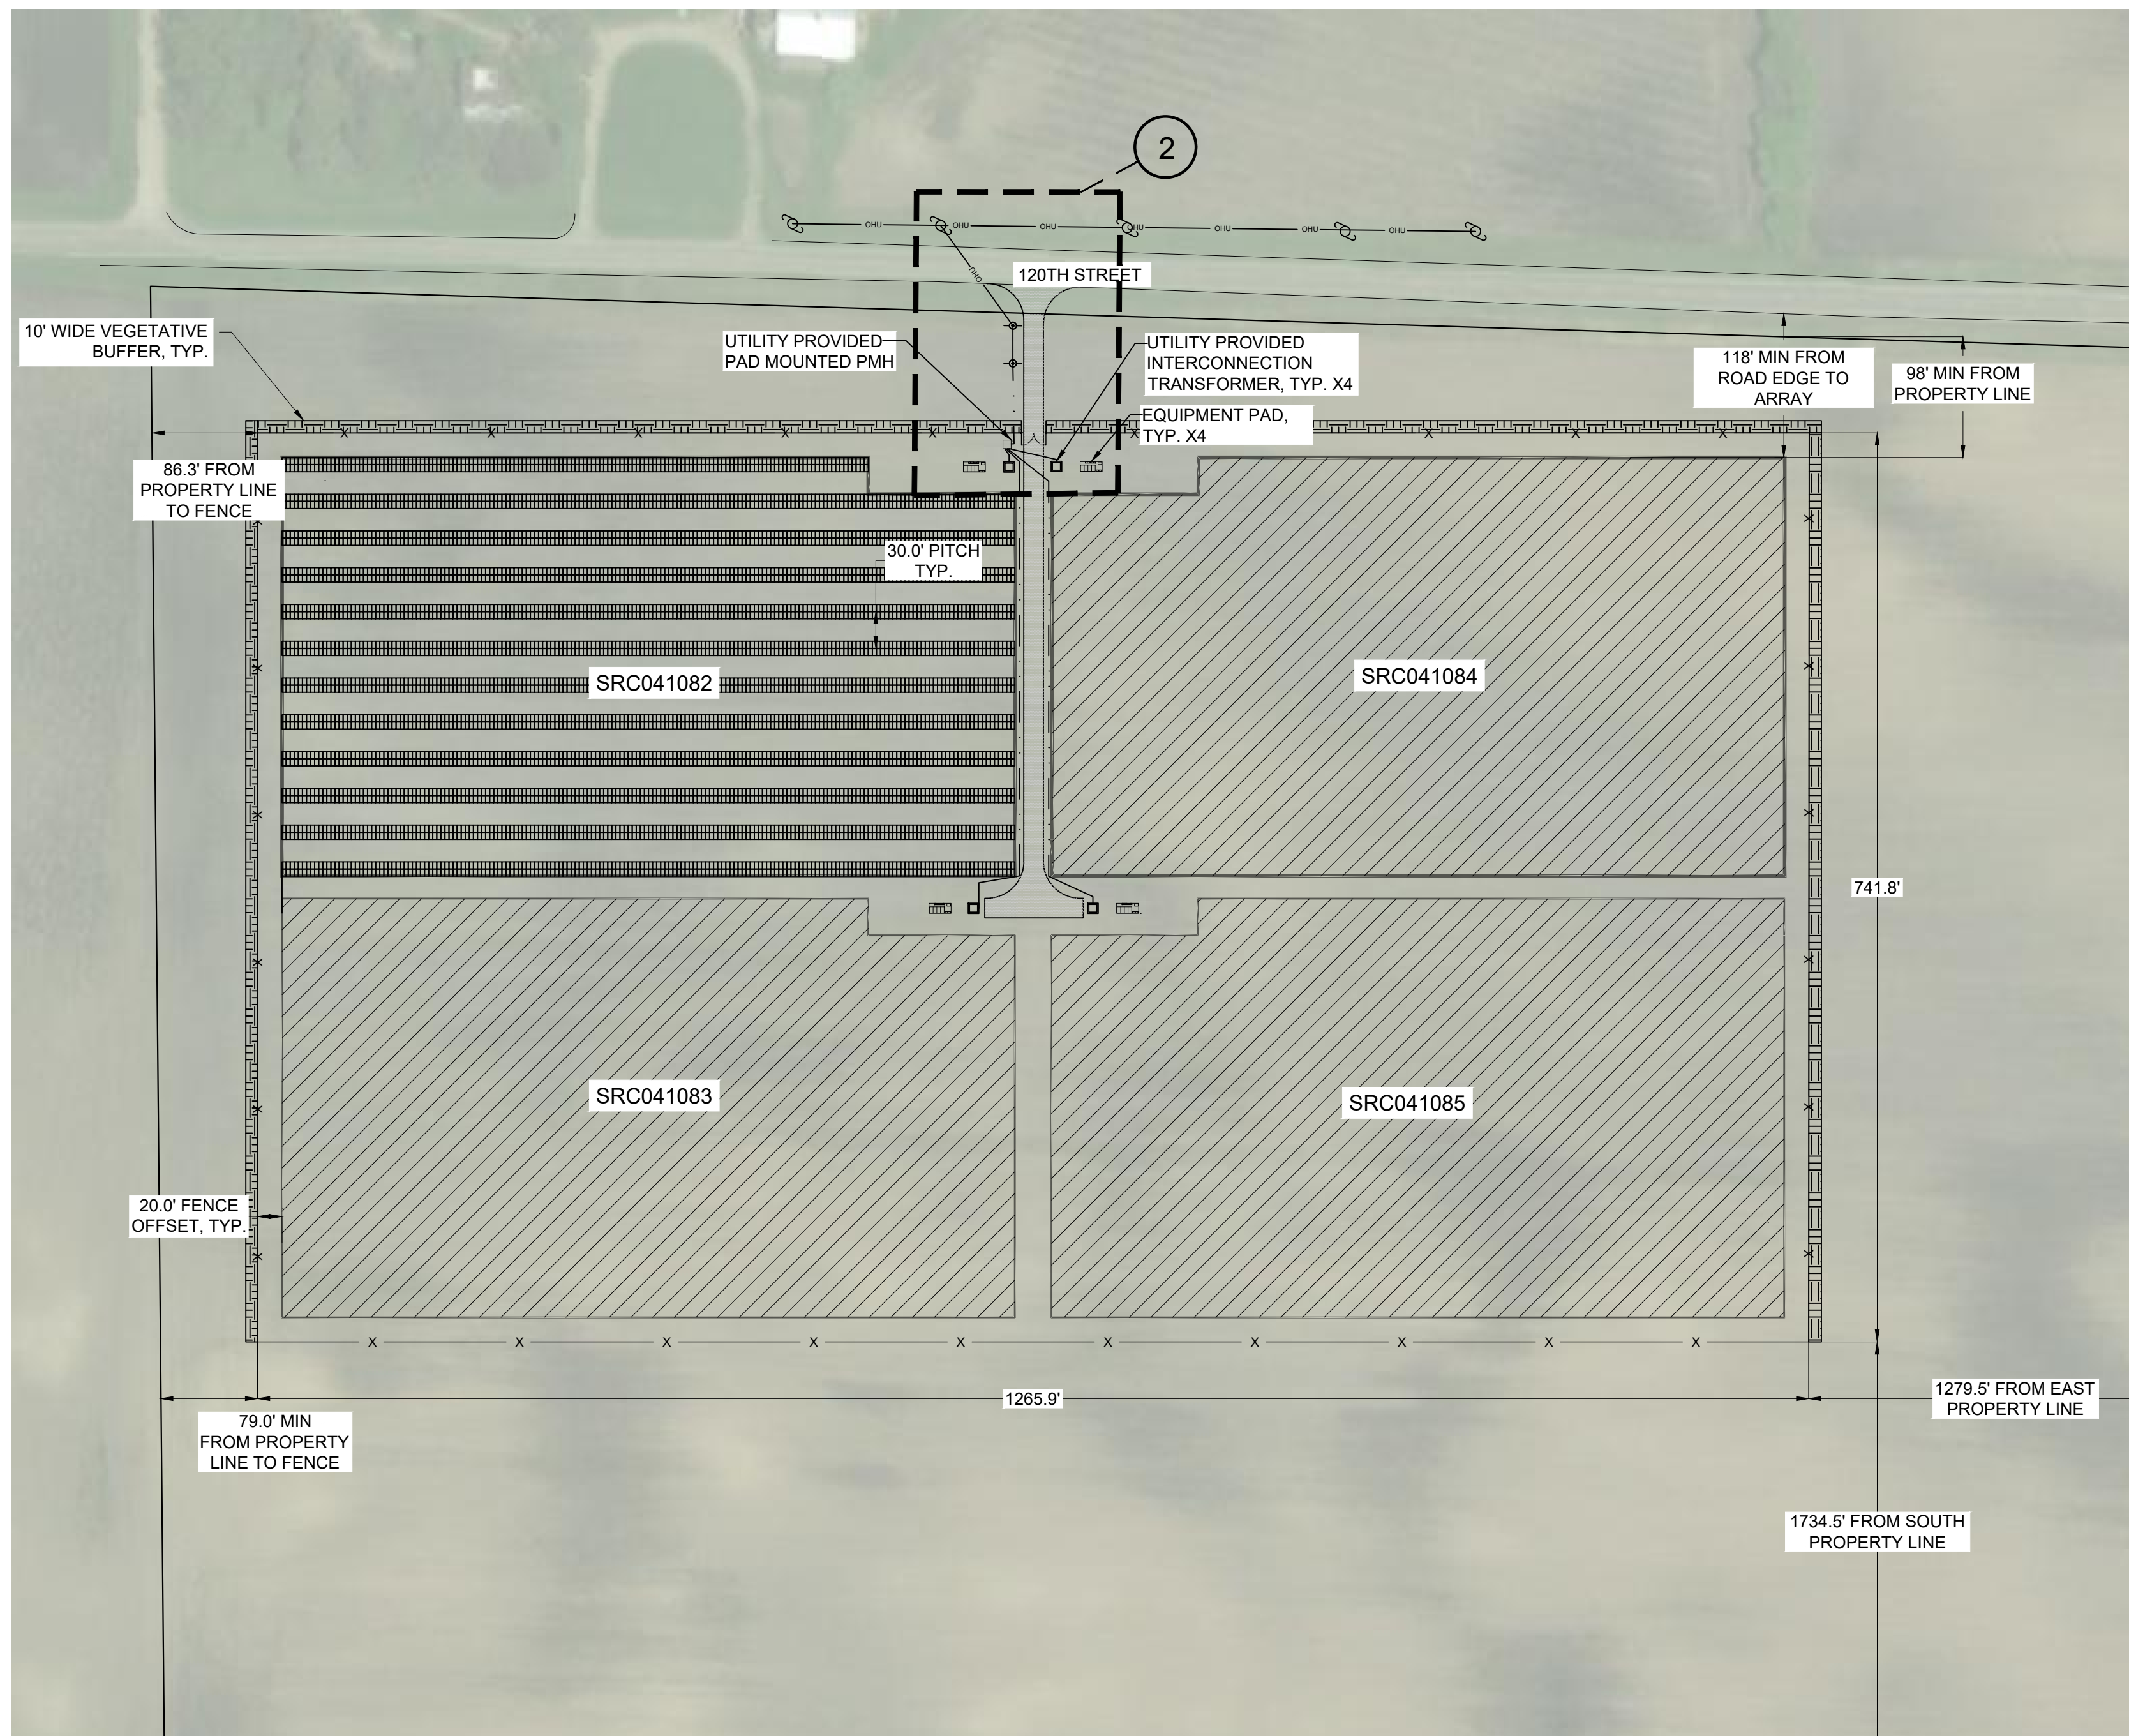 2
OHU
OHU
OHU
OHU
OHU
OHU
OHU
OHU
120TH STREET
10' WIDE VEGETATIVE
BUFFER, TYP.
UTILITY PROVIDED
PAD MOUNTED PMH
UTILITY PROVIDED
INTERCONNECTION
TRANSFORMER, TYP. X4
118' MIN FROM
ROAD EDGE TO
ARRAY
98' MIN FROM
PROPERTY LINE
EQUIPMENT PAD,
TYP. X4
86.3' FROM
PROPERTY LINE
TO FENCE
30.0' PITCH
TYP.
SRC041082
SRC041084
741.8'
SRC041083
SRC041085
20.0' FENCE
OFFSET, TYP.
X X X X X X X X X X
1265.9'
1279.5' FROM EAST
PROPERTY LINE
79.0' MIN
FROM PROPERTY
LINE TO FENCE
1734.5' FROM SOUTH
PROPERTY LINE